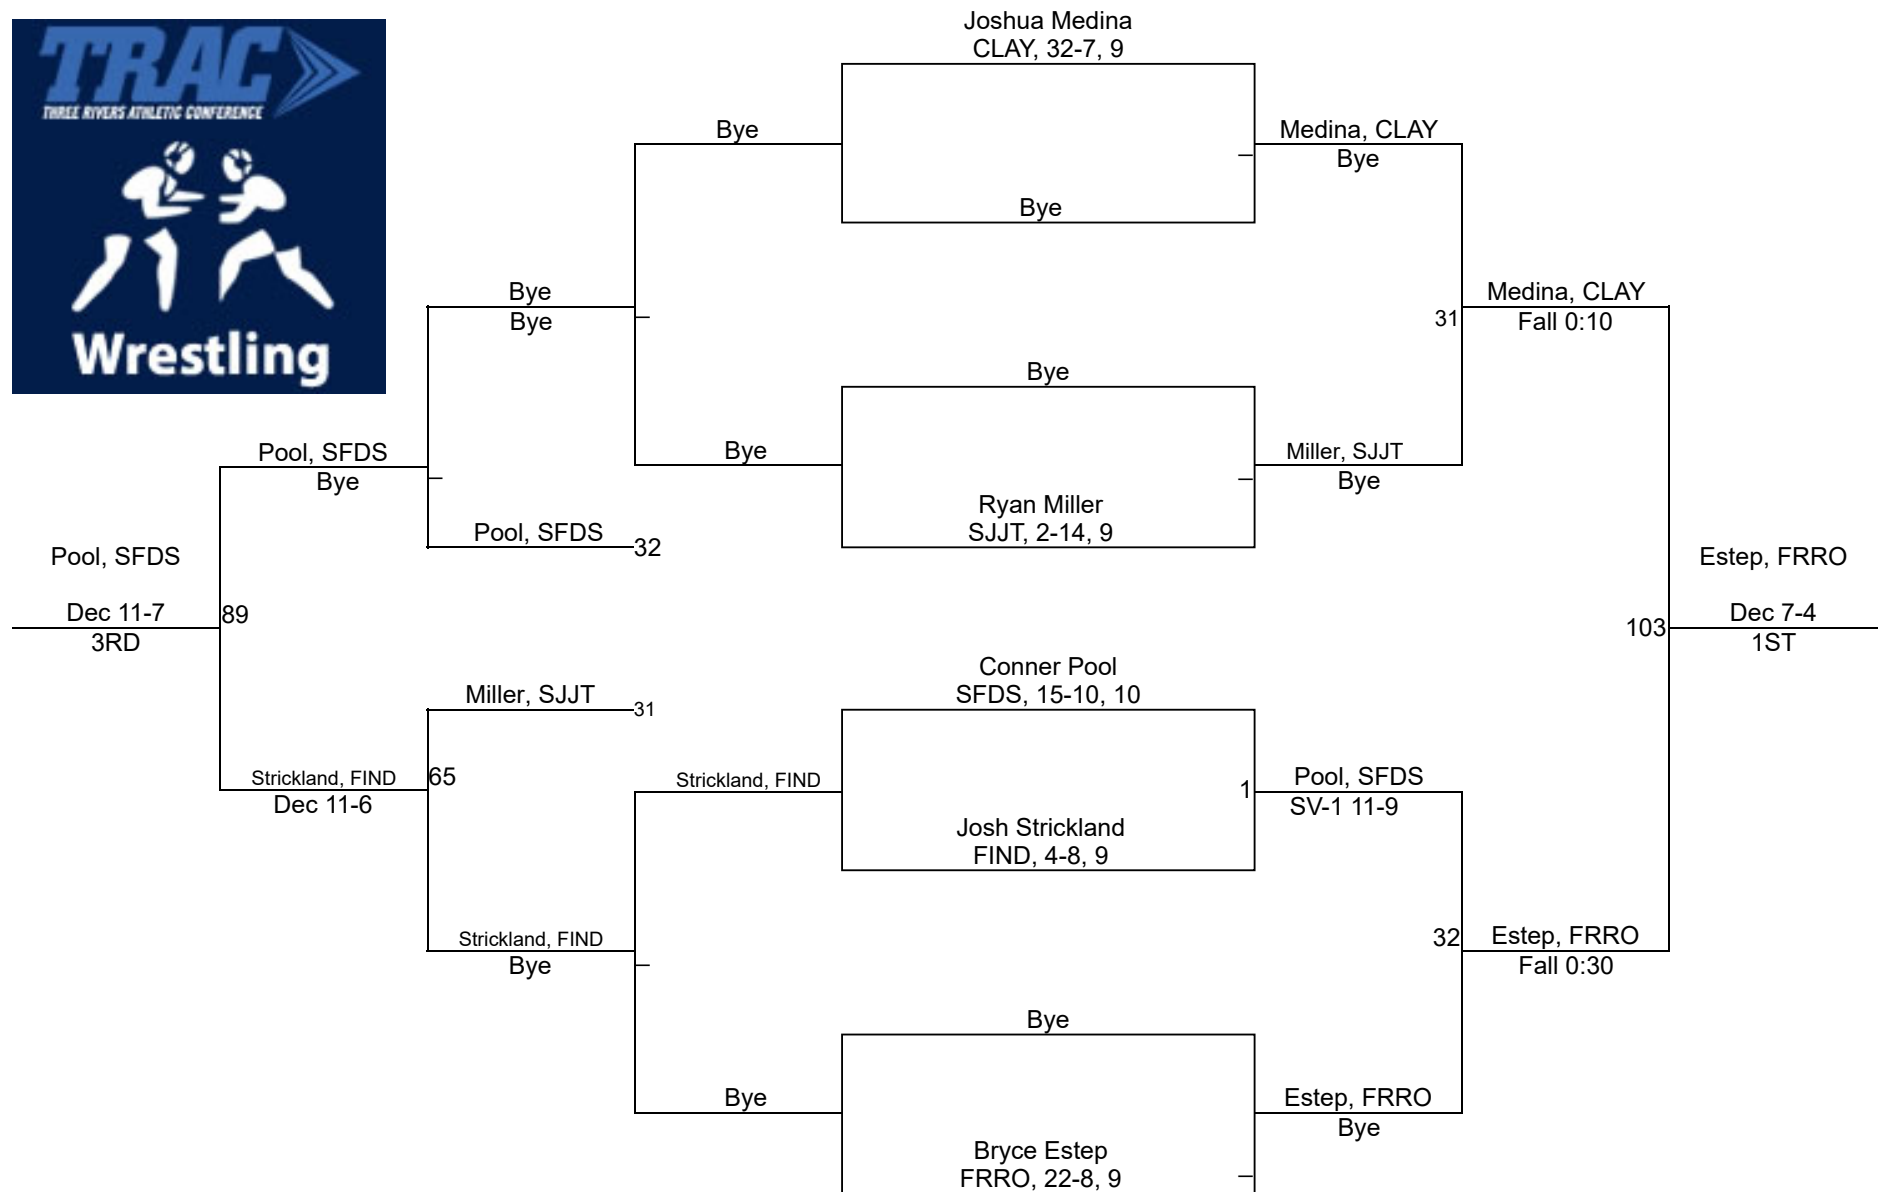 TRAC
THREE RIVERS ATHLETIC CONFERENCE
Wrestling
Joshua Medina
CLAY, 32-7, 9
Bye
Medina, CLAY
Bye
Bye
Bye
Bye
31
Medina, CLAY
Fall 0:10
Bye
Pool, SFDS
Bye
Bye
Miller, SJJT
Bye
Ryan Miller
SJJT, 2-14, 9
Pool, SFDS
32
Pool, SFDS
Dec 11-7
3RD
89
Estep, FRRO
103
Dec 7-4
1ST
Miller, SJJT
31
Conner Pool
SFDS, 15-10, 10
Strickland, FIND
Dec 11-6
65
Strickland, FIND
1
Pool, SFDS
SV-1 11-9
Josh Strickland
FIND, 4-8, 9
Strickland, FIND
Bye
32
Estep, FRRO
Fall 0:30
Bye
Bye
Estep, FRRO
Bye
Bryce Estep
FRRO, 22-8, 9